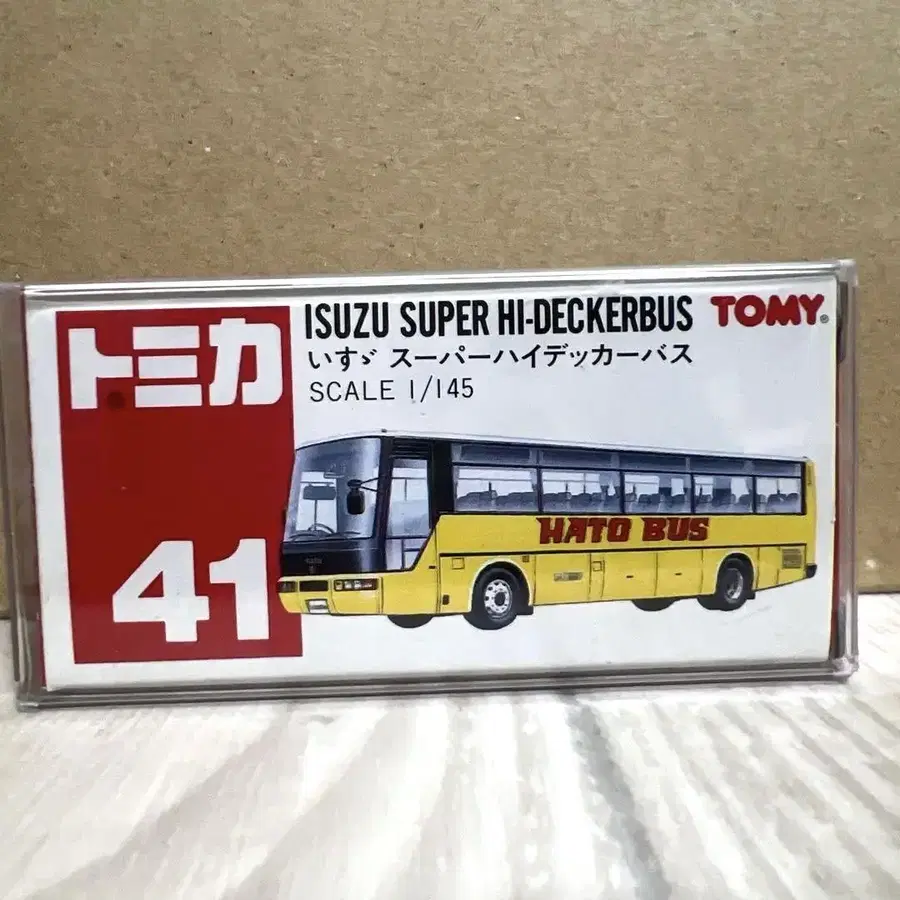 トミカ
41
ISUZU SUPER HI-DECKERBUS
いすゞ スーパーハイデッカーバス
SCALE 1/145
TOMY®
HATO BUS